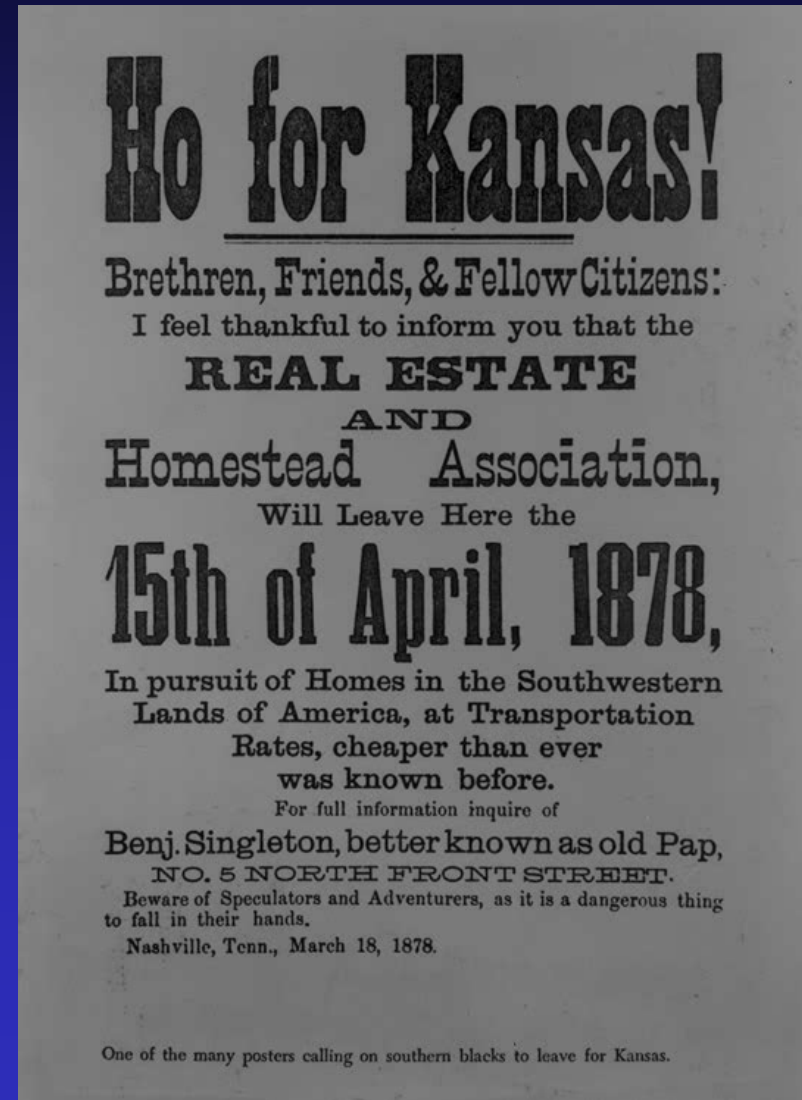 Ho for Kansas!
Brethren, Friends, & Fellow Citizens:
I feel thankful to inform you that the
REAL ESTATE
AND
Homestead Association,
Will Leave Here the
15th of April, 1878,
In pursuit of Homes in the Southwestern
Lands of America, at Transportation
Rates, cheaper than ever
was known before.
For full information inquire of
Benj. Singleton, better known as old Pap,
NO. 5 NORTH FRONT STREET.
Beware of Speculators and Adventurers, as it is a dangerous thing
to fall in their hands.
Nashville, Tenn., March 18, 1878.
One of the many posters calling on southern blacks to leave for Kansas.